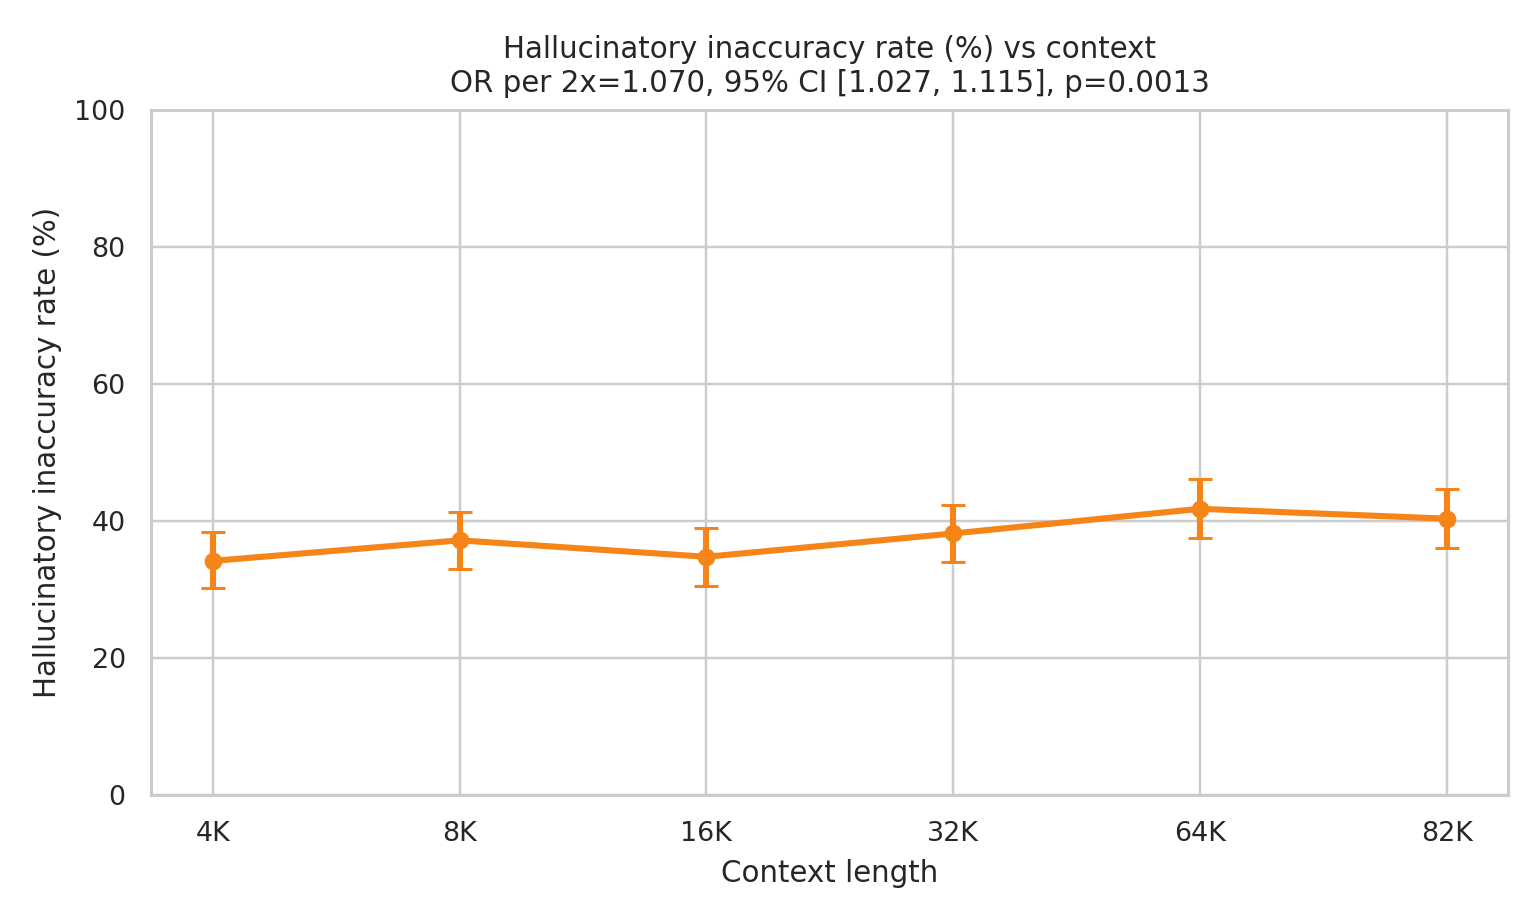 Hallucinatory inaccuracy rate (%) vs context
OR per 2x=1.070, 95% CI [1.027, 1.115], p=0.0013
Hallucinatory inaccuracy rate (%)
100
80
60
40
20
0
4K
8K
16K
32K
64K
82K
Context length